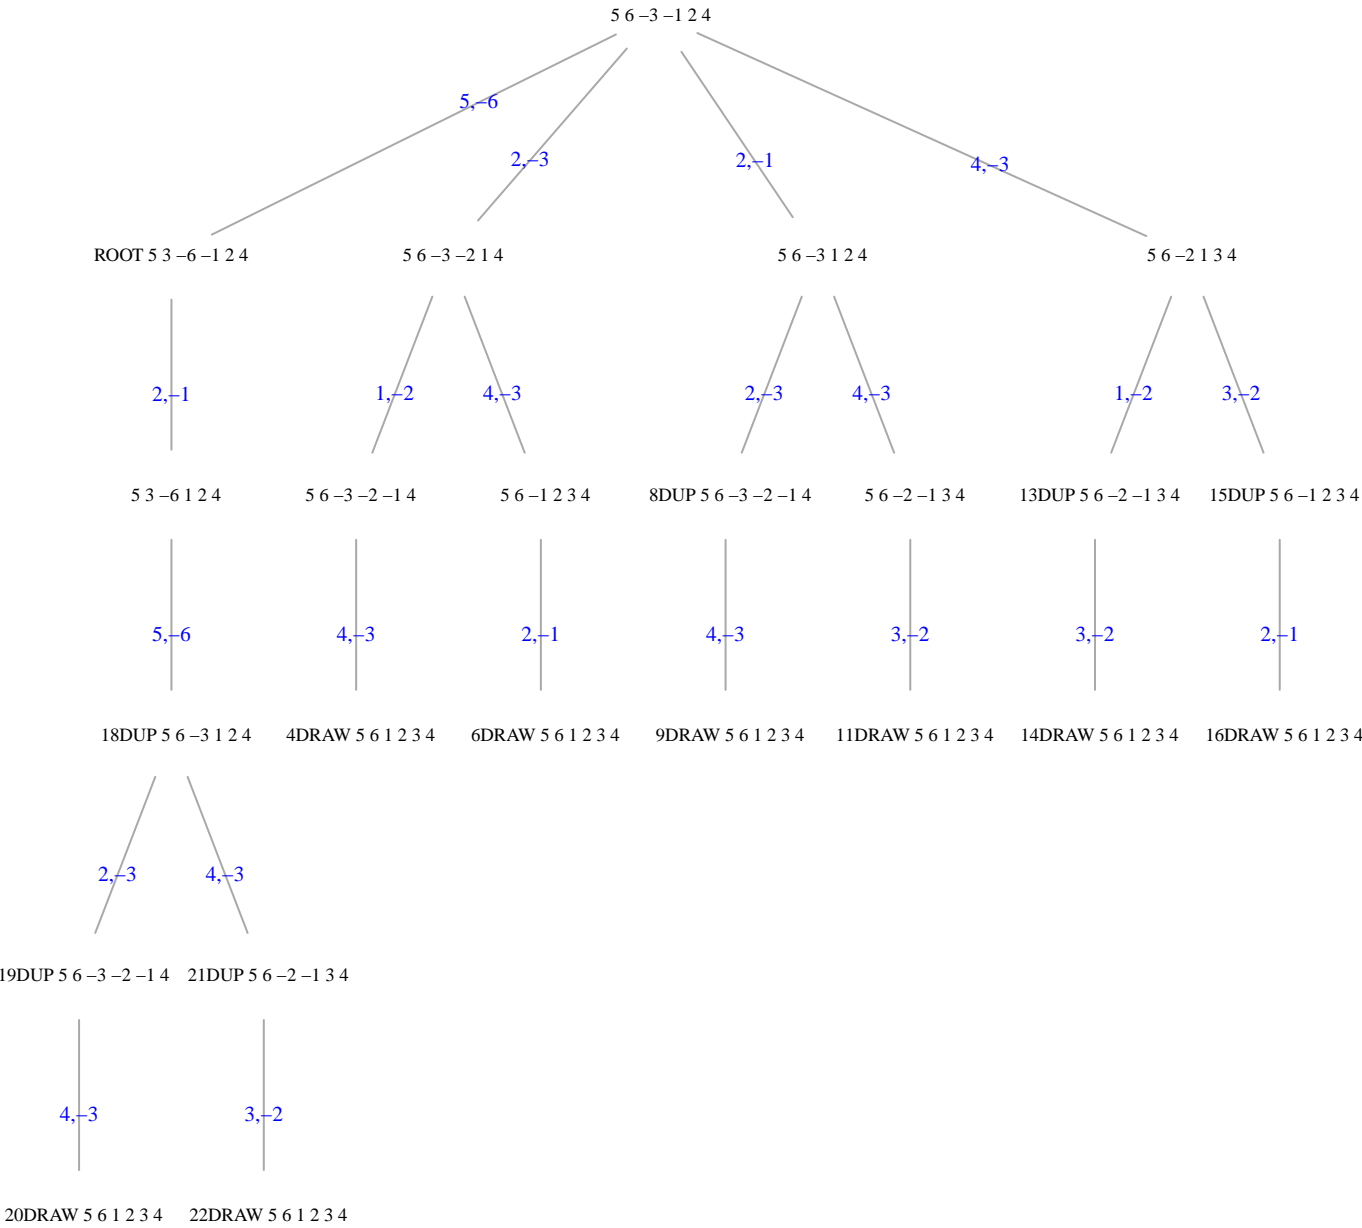 5 6 –3 –1 2 4
5,–6
2,–3
2,–1
4,–3
ROOT 5 3 –6 –1 2 4
5 6 –3 –2 1 4
5 6 –3 1 2 4
5 6 –2 1 3 4
2,–1
1,–2
4,–3
2,–3
4,–3
1,–2
3,–2
5 3 –6 1 2 4
5 6 –3 –2 –1 4
5 6 –1 2 3 4
8DUP 5 6 –3 –2 –1 4
5 6 –2 –1 3 4
13DUP 5 6 –2 –1 3 4
15DUP 5 6 –1 2 3 4
5,–6
4,–3
2,–1
4,–3
3,–2
3,–2
2,–1
18DUP 5 6 –3 1 2 4
4DRAW 5 6 1 2 3 4
6DRAW 5 6 1 2 3 4
9DRAW 5 6 1 2 3 4
11DRAW 5 6 1 2 3 4
14DRAW 5 6 1 2 3 4
16DRAW 5 6 1 2 3 4
2,–3
4,–3
19DUP 5 6 –3 –2 –1 4
21DUP 5 6 –2 –1 3 4
4,–3
3,–2
20DRAW 5 6 1 2 3 4
22DRAW 5 6 1 2 3 4